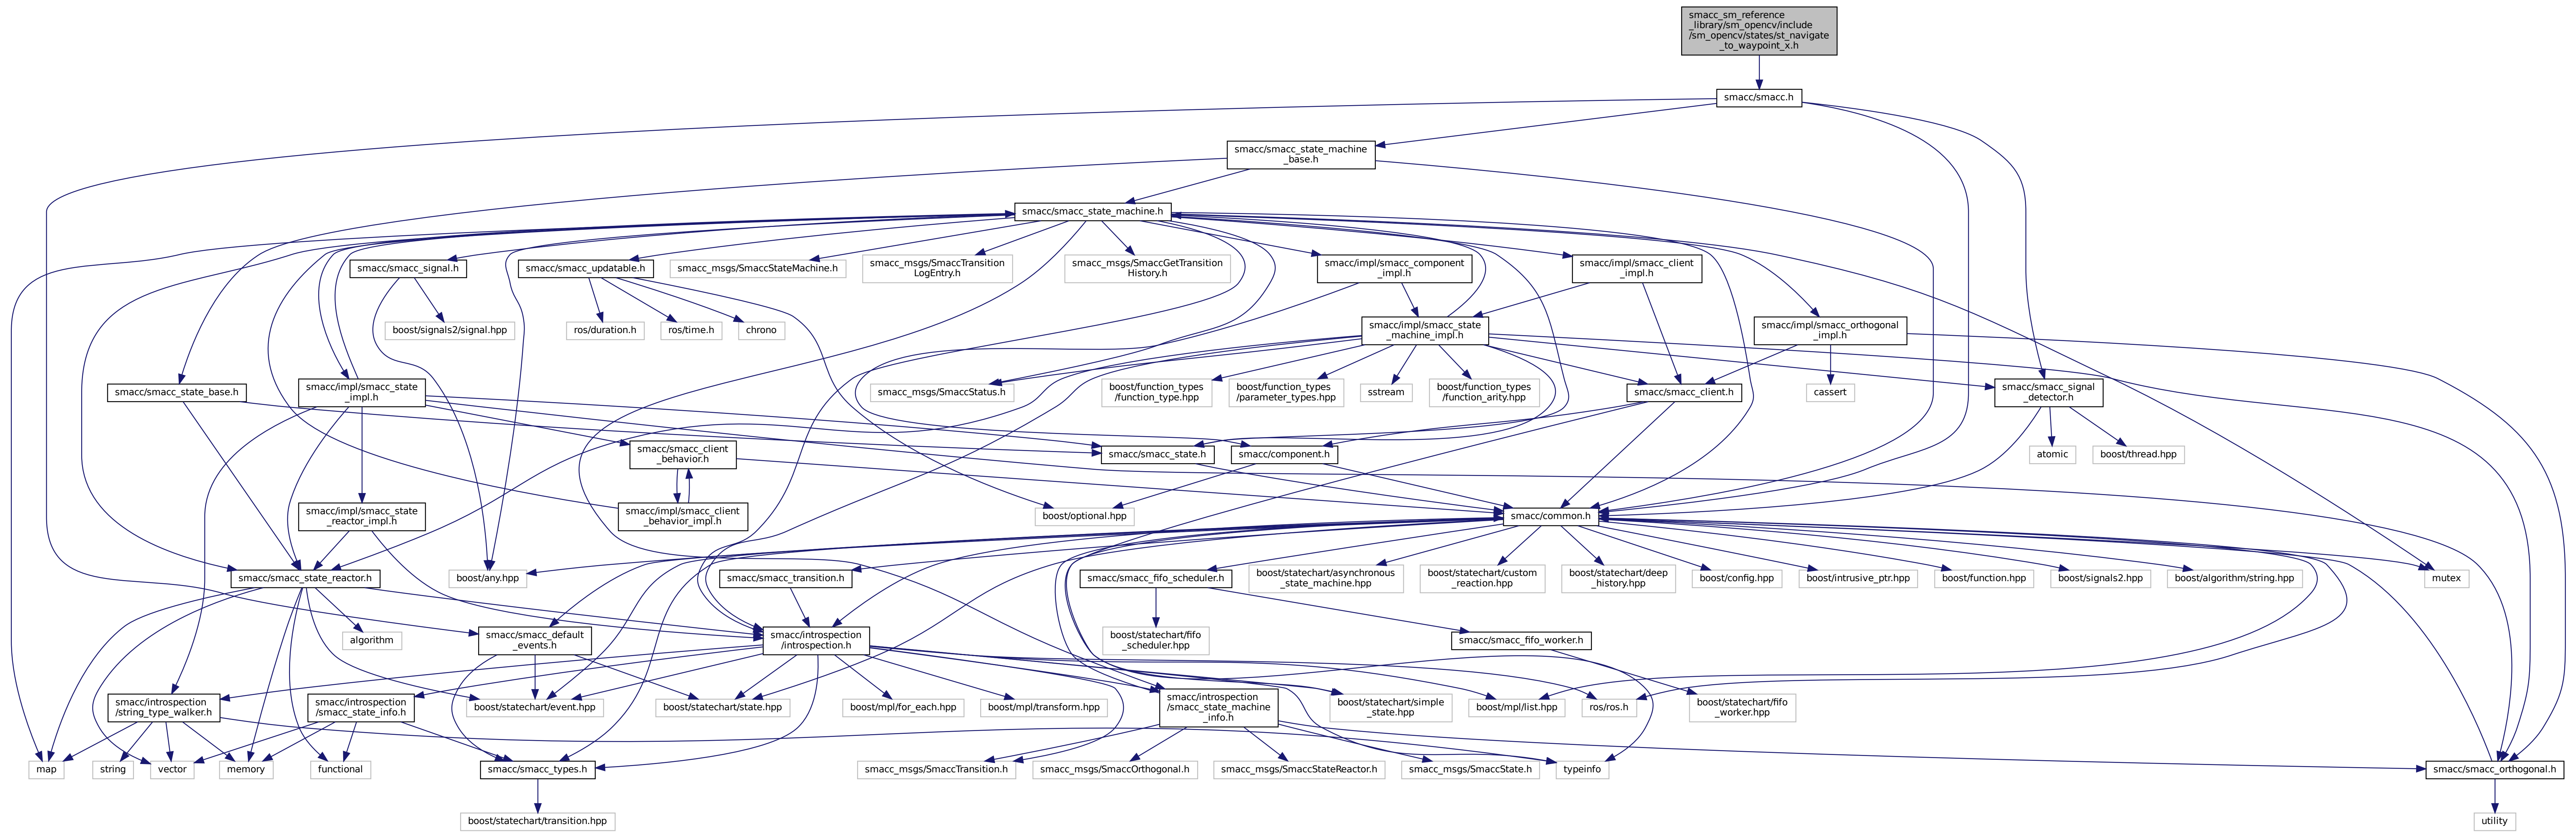 smacc_sm_reference
_library/sm_opencv/include
/sm_opencv/states/st_navigate
_to_waypoint_x.h
smacc/smacc.h
smacc/smacc_state_machine
_base.h
smacc/smacc_state_machine.h
smacc/smacc_signal.h
smacc/smacc_updatable.h
smacc_msgs/SmaccStateMachine.h
smacc_msgs/SmaccTransition
LogEntry.h
smacc_msgs/SmaccGetTransition
History.h
smacc/impl/smacc_component
_impl.h
smacc/impl/smacc_client
_impl.h
boost/signals2/signal.hpp
ros/duration.h
ros/time.h
chrono
smacc/impl/smacc_state
_machine_impl.h
smacc/impl/smacc_orthogonal
_impl.h
smacc/smacc_state_base.h
smacc/impl/smacc_state
_impl.h
smacc_msgs/SmaccStatus.h
boost/function_types
/function_type.hpp
boost/function_types
/parameter_types.hpp
sstream
boost/function_types
/function_arity.hpp
smacc/smacc_client.h
cassert
smacc/smacc_signal
_detector.h
smacc/smacc_client
_behavior.h
smacc/smacc_state.h
smacc/component.h
atomic
boost/thread.hpp
smacc/impl/smacc_state
_reactor_impl.h
smacc/impl/smacc_client
_behavior_impl.h
boost/optional.hpp
smacc/common.h
smacc/smacc_state_reactor.h
boost/any.hpp
smacc/smacc_transition.h
smacc/smacc_fifo_scheduler.h
boost/statechart/asynchronous
_state_machine.hpp
boost/statechart/custom
_reaction.hpp
boost/statechart/deep
_history.hpp
boost/config.hpp
boost/intrusive_ptr.hpp
boost/function.hpp
boost/signals2.hpp
boost/algorithm/string.hpp
mutex
algorithm
smacc/smacc_default
_events.h
smacc/introspection
/introspection.h
boost/statechart/fifo
_scheduler.hpp
smacc/smacc_fifo_worker.h
smacc/introspection
/string_type_walker.h
smacc/introspection
/smacc_state_info.h
boost/statechart/event.hpp
boost/statechart/state.hpp
boost/mpl/for_each.hpp
boost/mpl/transform.hpp
smacc/introspection
/smacc_state_machine
_info.h
boost/statechart/simple
_state.hpp
boost/mpl/list.hpp
ros/ros.h
boost/statechart/fifo
_worker.hpp
map
string
vector
memory
functional
smacc/smacc_types.h
smacc_msgs/SmaccTransition.h
smacc_msgs/SmaccOrthogonal.h
smacc_msgs/SmaccStateReactor.h
smacc_msgs/SmaccState.h
typeinfo
smacc/smacc_orthogonal.h
boost/statechart/transition.hpp
utility